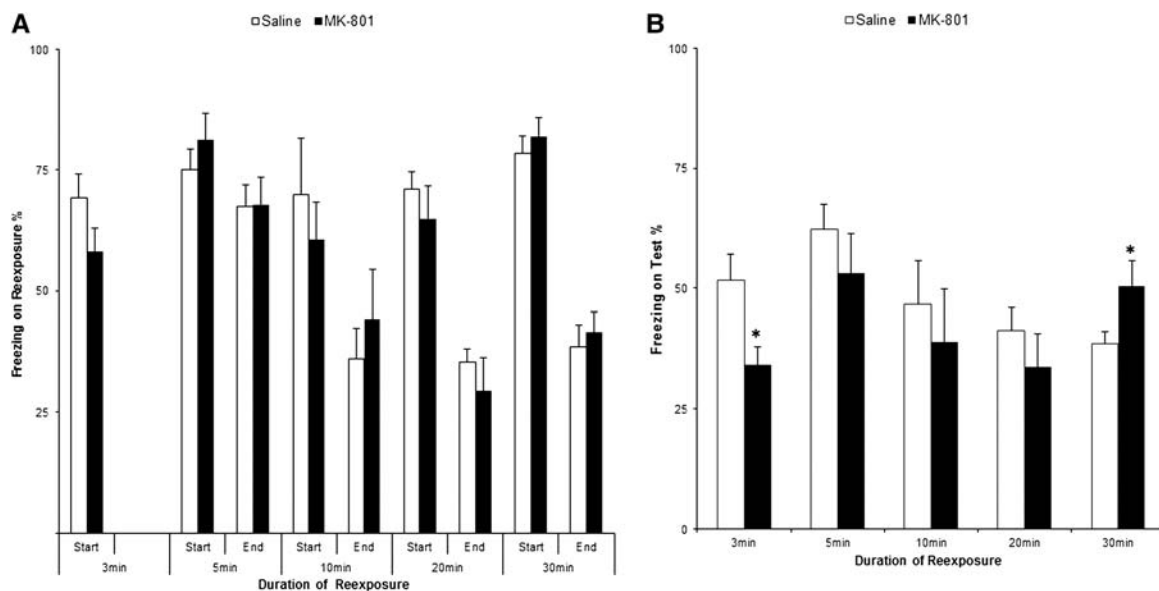 A
Saline MK-801
100
75
50
25
Freezing on Reexposure %
Start Start End Start End Start End Start End
3min 5min 10min 20min 30min
Duration of Reexposure
B
Saline MK-801
100
75
50
25
0
Freezing on Test %
*
*
3min 5min 10min 20min 30min
Duration of Reexposure